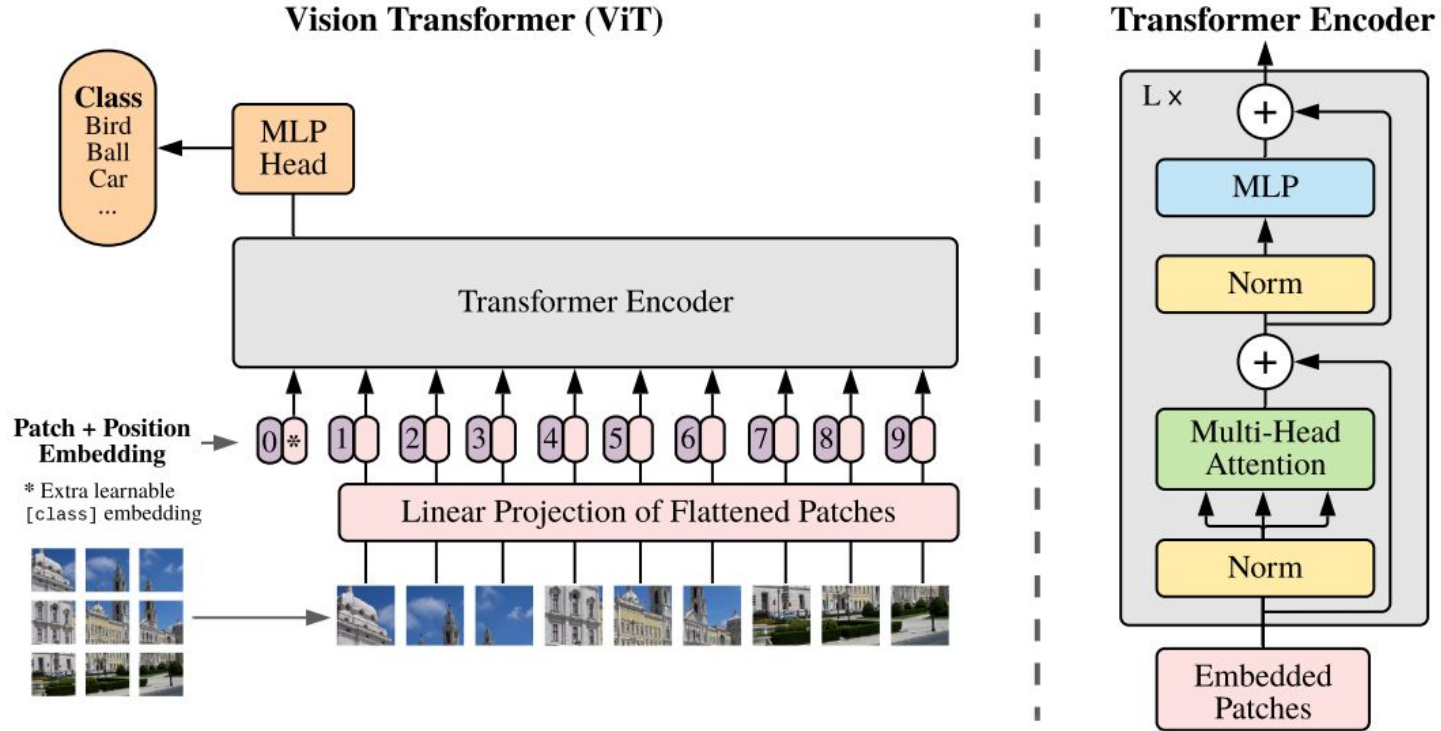 Vision Transformer (ViT)
Class
Bird
Ball
Car
...
MLP
Head
Transformer Encoder
Patch + Position
Embedding
0 * 1 2 3 4 5 6 7 8 9
* Extra learnable
[class] embedding
Linear Projection of Flattened Patches
Transformer Encoder
L ×
+
MLP
Norm
+
Multi-Head
Attention
Norm
Embedded
Patches